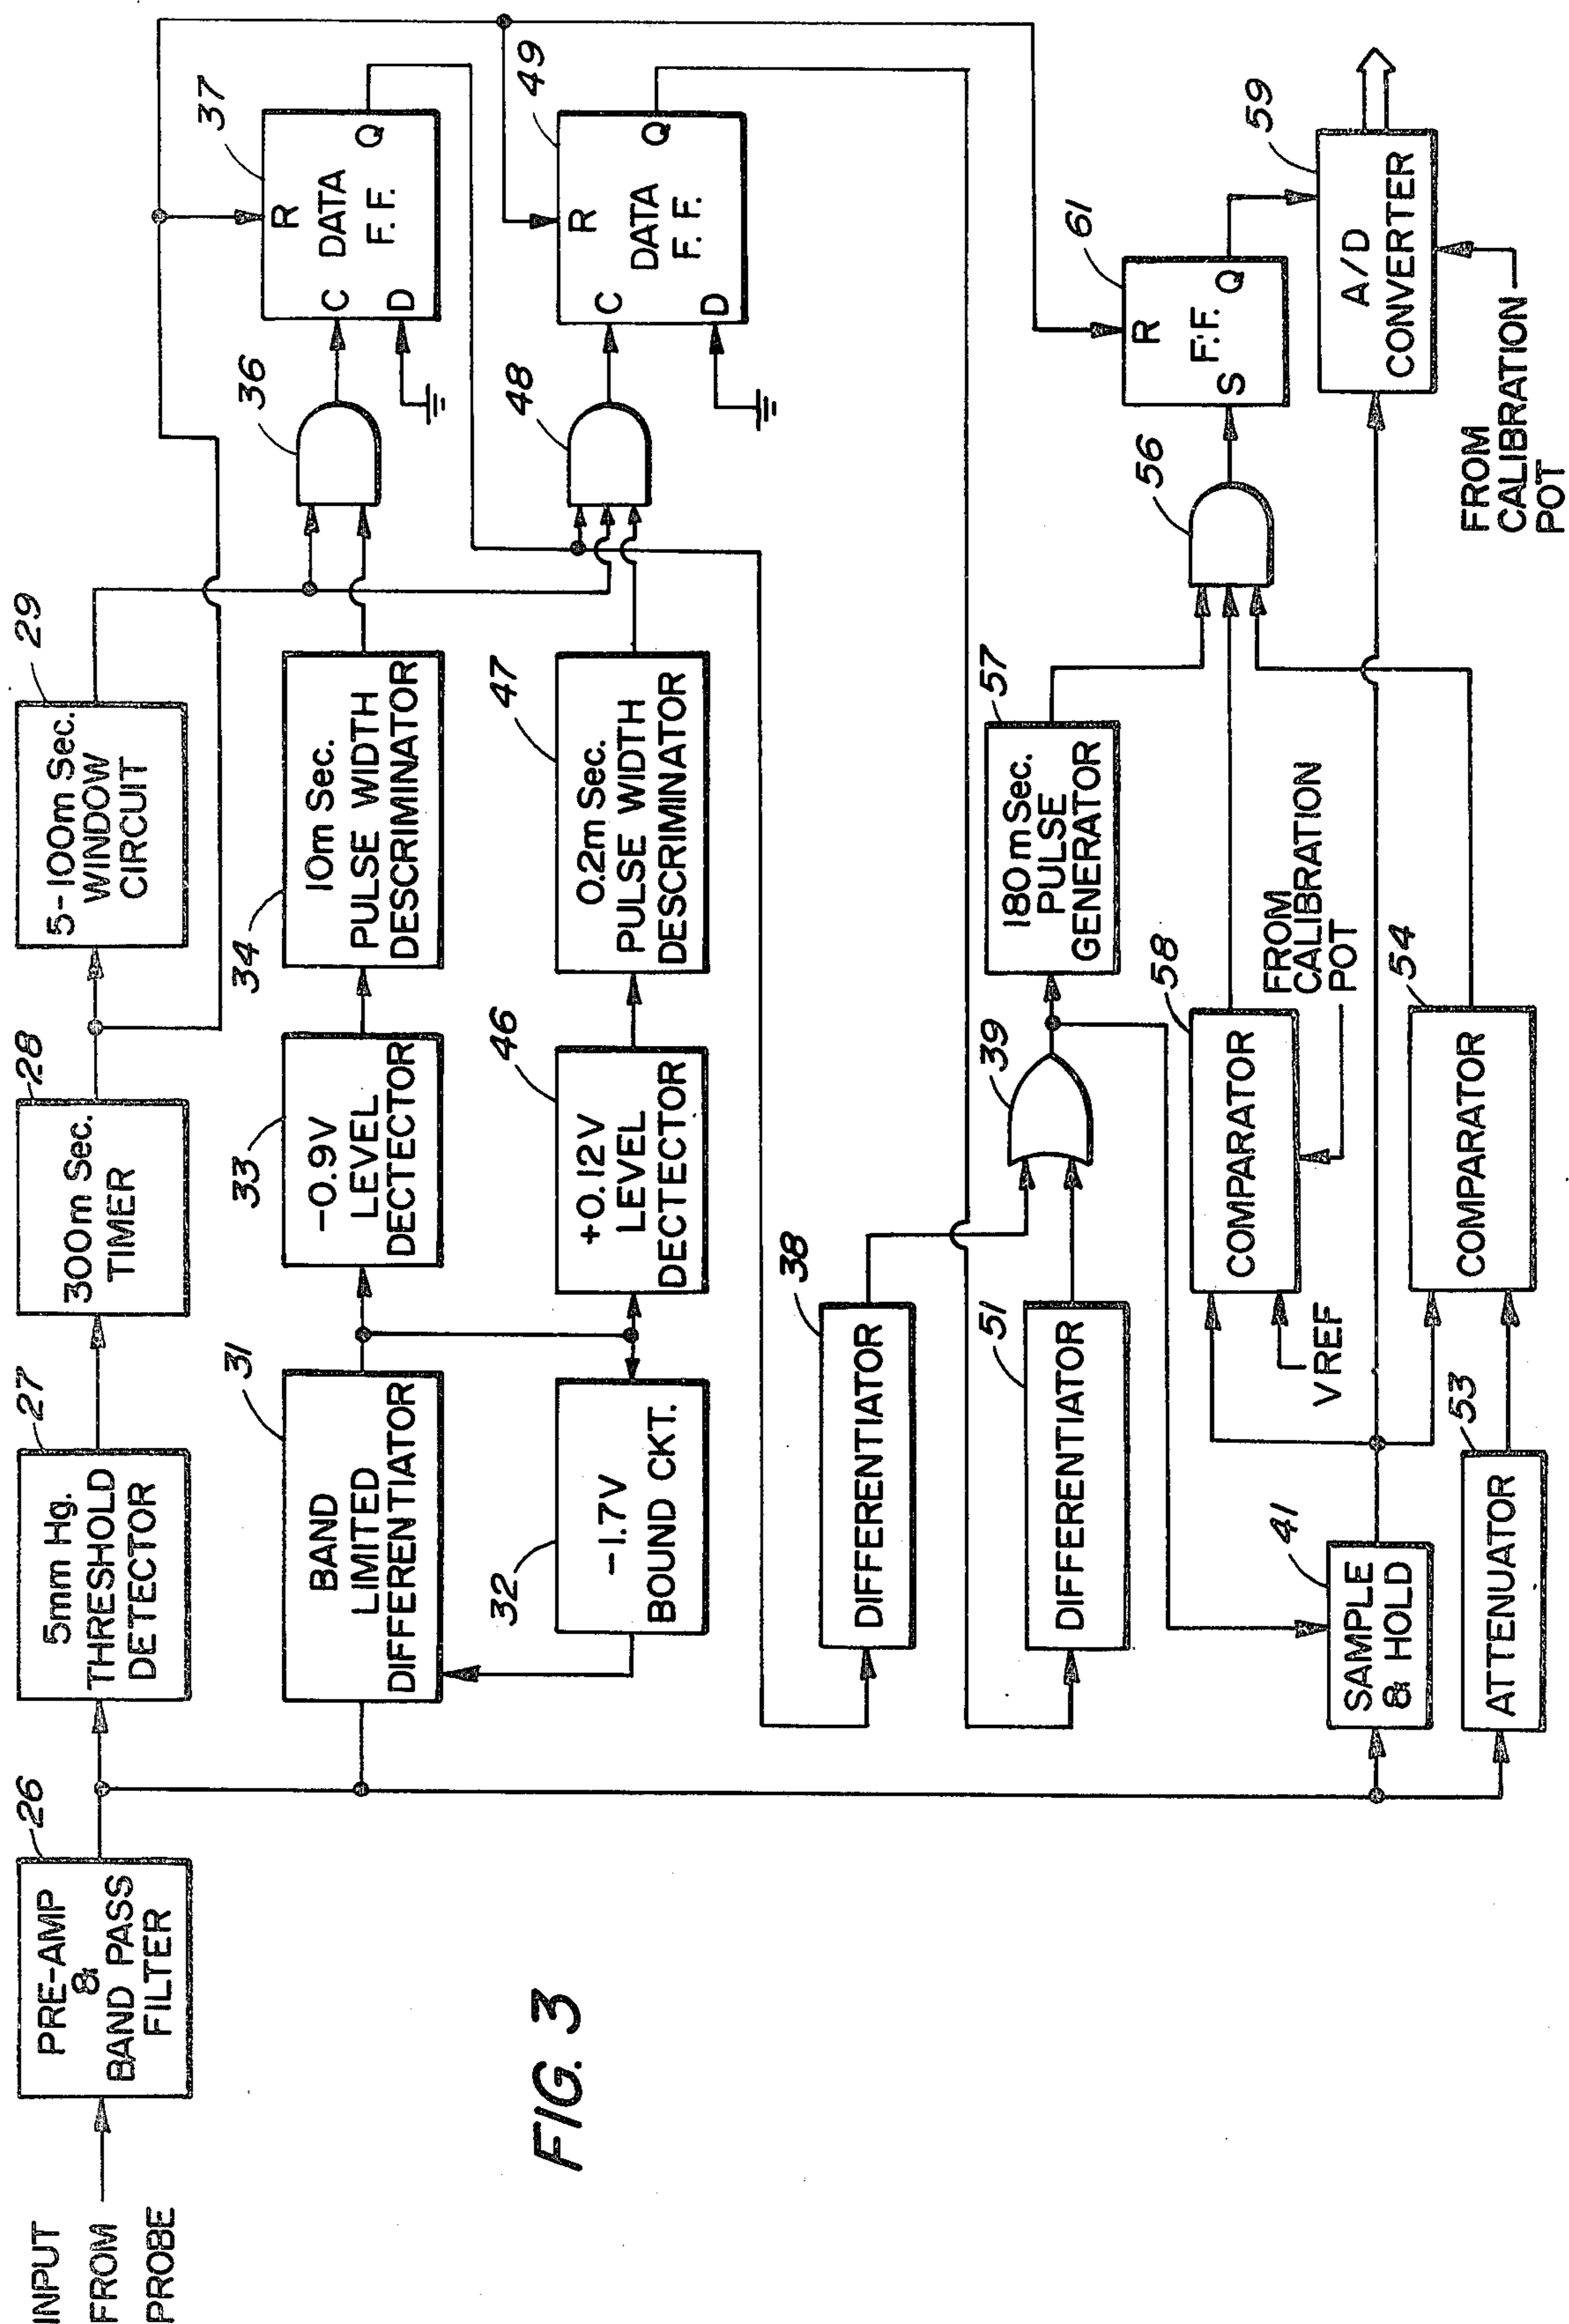 INPUT
FROM
PROBE
26
PRE-AMP
&
BAND PASS
FILTER
27
5mm Hg.
THRESHOLD
DETECTOR
28
300m Sec.
TIMER
29
5-100m Sec.
WINDOW
CIRCUIT
31
BAND
LIMITED
DIFFERENTIATOR
33
-0.9V
LEVEL
DECTECTOR
34
10m Sec.
PULSE WIDTH
DESCRIMINATOR
36
37
R
C DATA
F.F.
D Q
32
-1.7V
BOUND CKT.
46
+0.12V
LEVEL
DECTECTOR
47
0.2m Sec.
PULSE WIDTH
DESCRIMINATOR
48
49
R
C DATA
F.F.
D Q
38
DIFFERENTIATOR
51
DIFFERENTIATOR
39
57
180m Sec.
PULSE
GENERATOR
58
COMPARATOR
FROM
CALIBRATION
POT
VREF
56
61
R
F.F.
S Q
41
SAMPLE
& HOLD
54
COMPARATOR
53
ATTENUATOR
59
A/D
CONVERTER
FROM
CALIBRATION
POT
FIG. 3